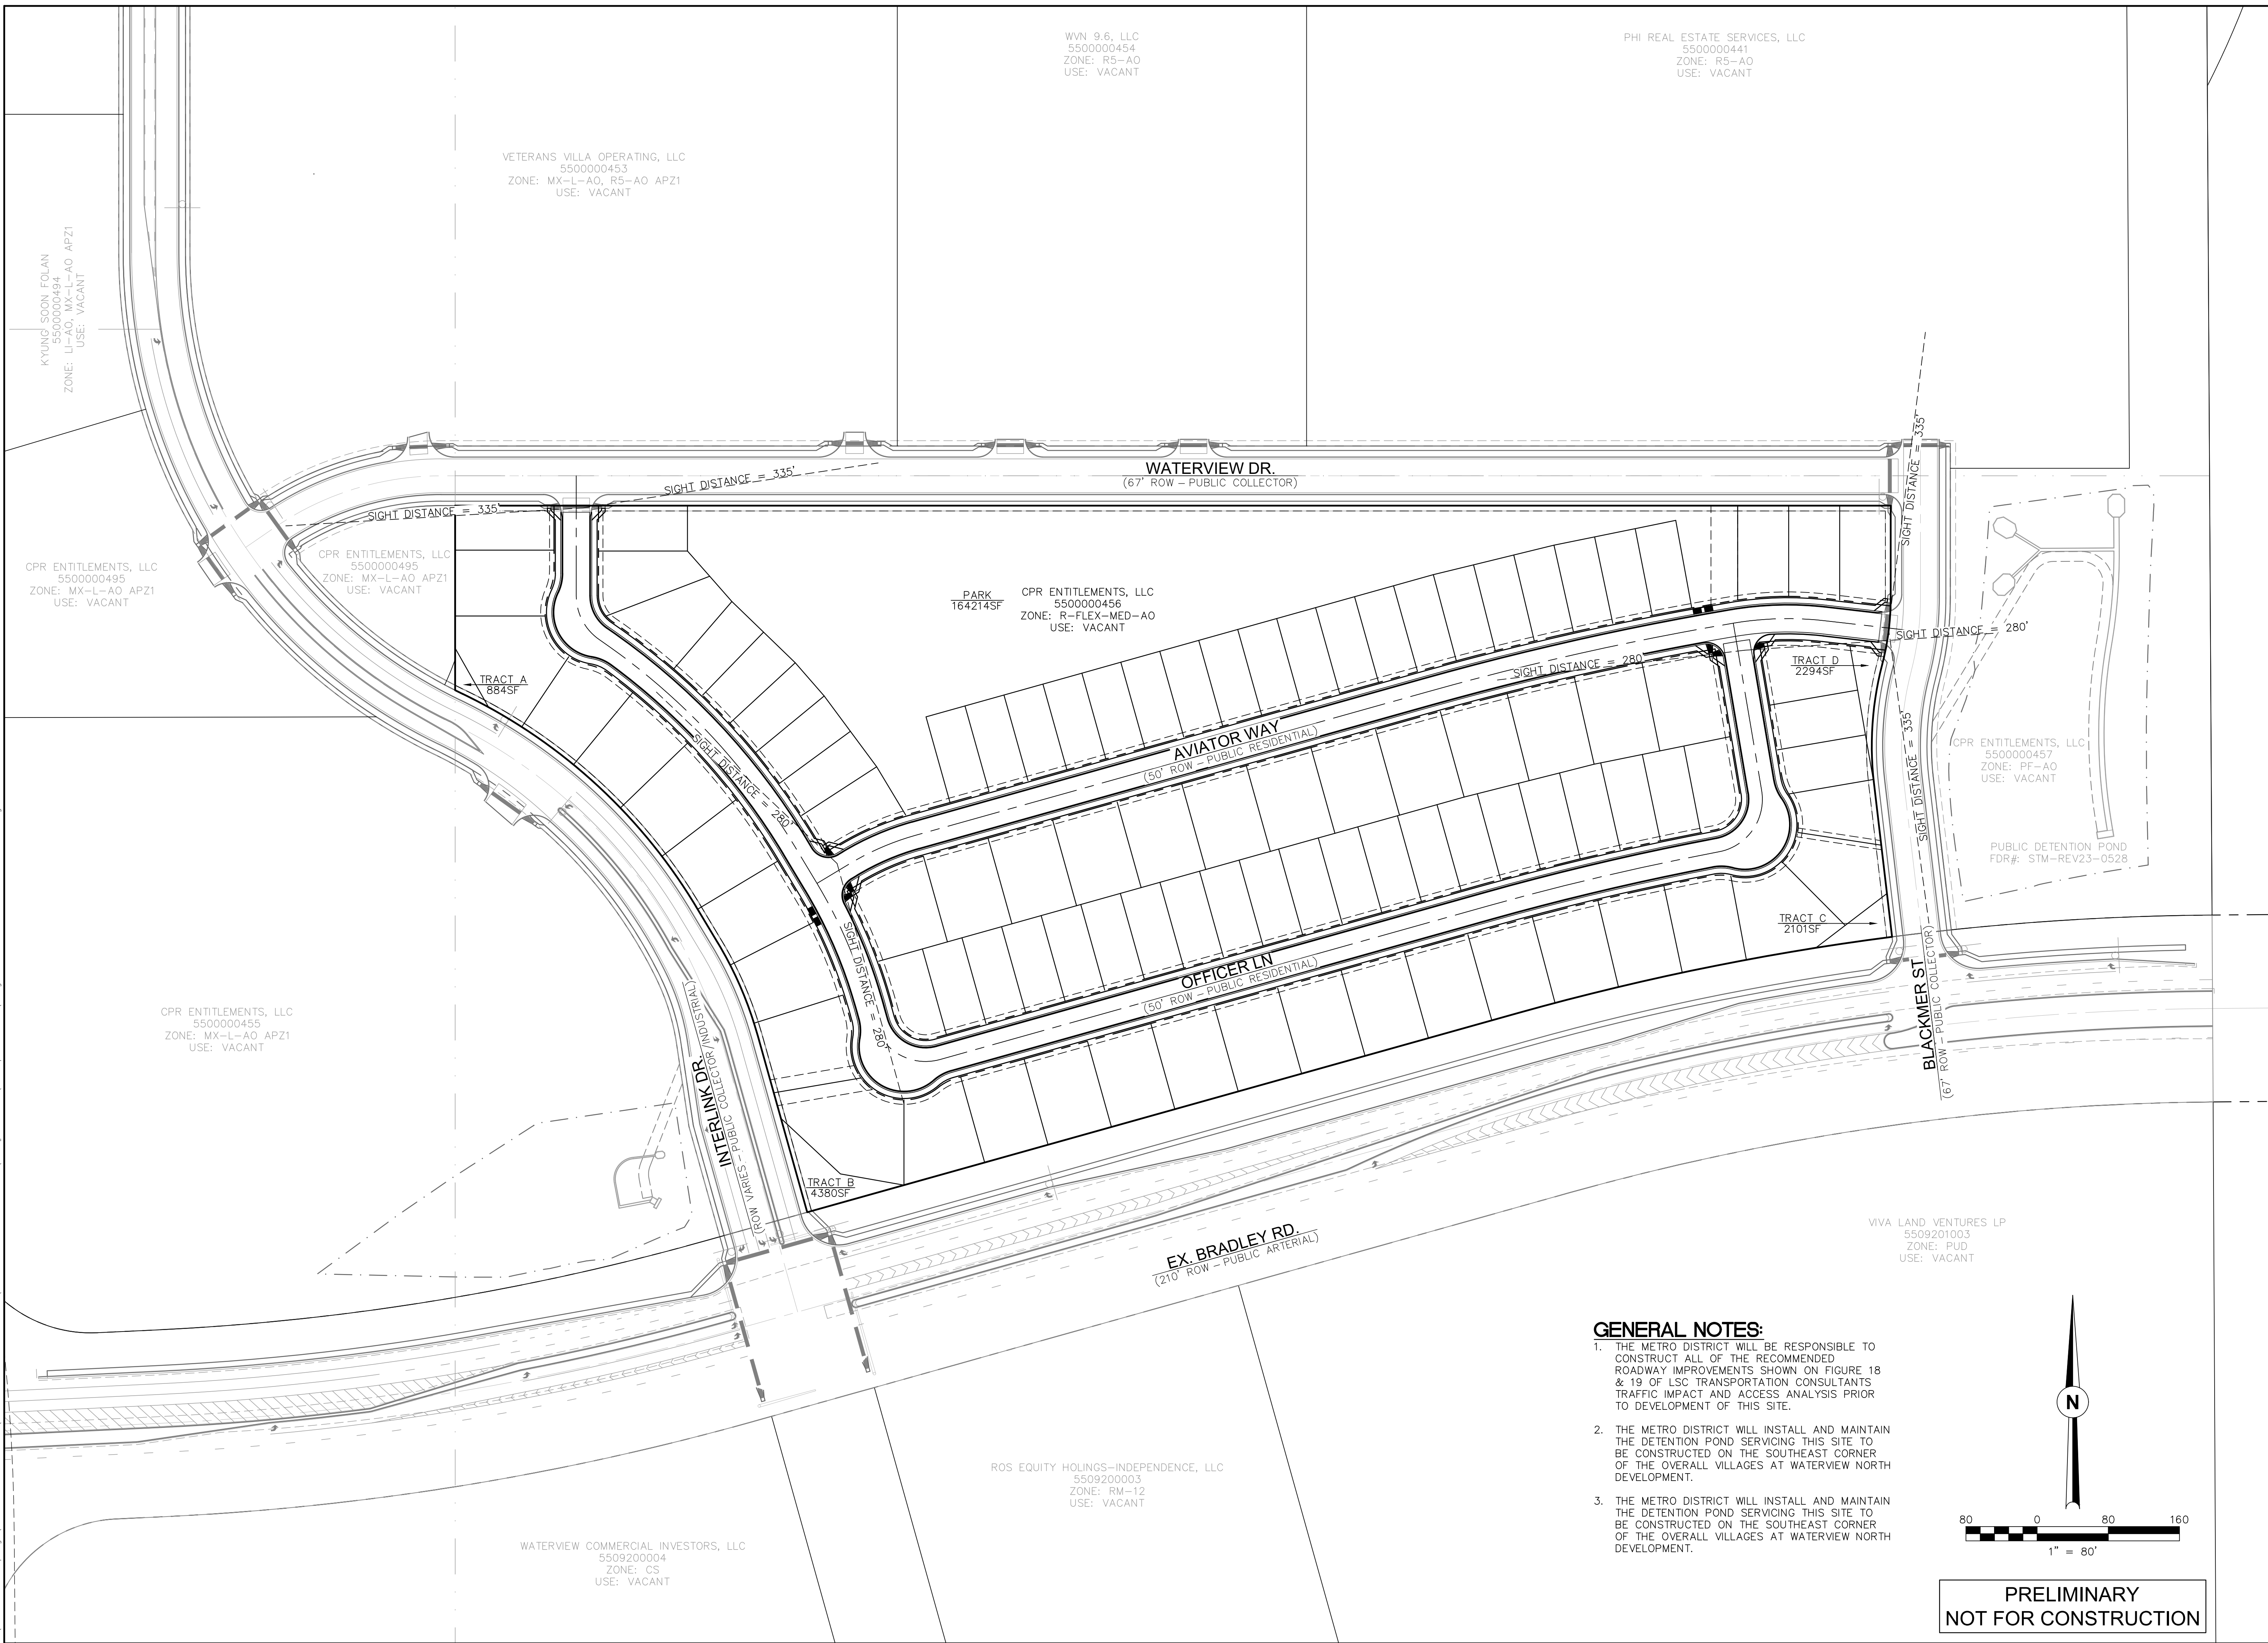 WVN 9.6, LLC
5500000454
ZONE: R5-AO
USE: VACANT
PHI REAL ESTATE SERVICES, LLC
5500000441
ZONE: R5-AO
USE: VACANT
VETERANS VILLA OPERATING, LLC
5500000453
ZONE: MX-L-AO, R5-AO APZ1
USE: VACANT
KYUNG SOON FOLAN
5500000494
ZONE: LI-AO, MX-L-AO APZ1
USE: VACANT
WATERVIEW DR.
(67' ROW - PUBLIC COLLECTOR)
SIGHT DISTANCE = 335'
SIGHT DISTANCE = 335'
SIGHT DISTANCE = 335'
CPR ENTITLEMENTS, LLC
5500000495
ZONE: MX-L-AO APZ1
USE: VACANT
CPR ENTITLEMENTS, LLC
5500000495
ZONE: MX-L-AO APZ1
USE: VACANT
PARK
164214SF
CPR ENTITLEMENTS, LLC
5500000456
ZONE: R-FLEX-MED-AO
USE: VACANT
SIGHT DISTANCE = 280'
SIGHT DISTANCE = 280'
TRACT A
884SF
TRACT D
2294SF
AVIATOR WAY
(50' ROW - PUBLIC RESIDENTIAL)
SIGHT DISTANCE = 280'
SIGHT DISTANCE = 335'
CPR ENTITLEMENTS, LLC
5500000457
ZONE: PF-AO
USE: VACANT
PUBLIC DETENTION POND
FDR#: STM-REV23-0528
SIGHT DISTANCE = 280'
TRACT C
2101SF
OFFICER LN
(50' ROW - PUBLIC RESIDENTIAL)
CPR ENTITLEMENTS, LLC
5500000455
ZONE: MX-L-AO APZ1
USE: VACANT
INTERLINK DR.
(ROW VARIES - PUBLIC COLLECTOR/INDUSTRIAL)
BLACKMER ST
(67' ROW - PUBLIC COLLECTOR)
TRACT B
4380SF
EX. BRADLEY RD.
(210' ROW - PUBLIC ARTERIAL)
VIVA LAND VENTURES LP
5509201003
ZONE: PUD
USE: VACANT
ROS EQUITY HOLINGS-INDEPENDENCE, LLC
5509200003
ZONE: RM-12
USE: VACANT
WATERVIEW COMMERCIAL INVESTORS, LLC
5509200004
ZONE: CS
USE: VACANT
GENERAL NOTES:
1. THE METRO DISTRICT WILL BE RESPONSIBLE TO
CONSTRUCT ALL OF THE RECOMMENDED
ROADWAY IMPROVEMENTS SHOWN ON FIGURE 18
& 19 OF LSC TRANSPORTATION CONSULTANTS
TRAFFIC IMPACT AND ACCESS ANALYSIS PRIOR
TO DEVELOPMENT OF THIS SITE.
2. THE METRO DISTRICT WILL INSTALL AND MAINTAIN
THE DETENTION POND SERVICING THIS SITE TO
BE CONSTRUCTED ON THE SOUTHEAST CORNER
OF THE OVERALL VILLAGES AT WATERVIEW NORTH
DEVELOPMENT.
3. THE METRO DISTRICT WILL INSTALL AND MAINTAIN
THE DETENTION POND SERVICING THIS SITE TO
BE CONSTRUCTED ON THE SOUTHEAST CORNER
OF THE OVERALL VILLAGES AT WATERVIEW NORTH
DEVELOPMENT.
N
80 0 80 160
1" = 80'
PRELIMINARY
NOT FOR CONSTRUCTION